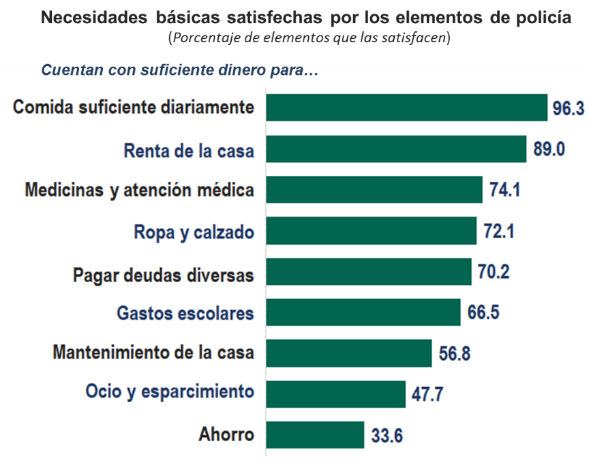 Necesidades básicas satisfechas por los elementos de policía
(Porcentaje de elementos que las satisfacen)
Cuentan con suficiente dinero para…
Comida suficiente diariamente 96.3
Renta de la casa 89.0
Medicinas y atención médica 74.1
Ropa y calzado 72.1
Pagar deudas diversas 70.2
Gastos escolares 66.5
Mantenimiento de la casa 56.8
Ocio y esparcimiento 47.7
Ahorro 33.6